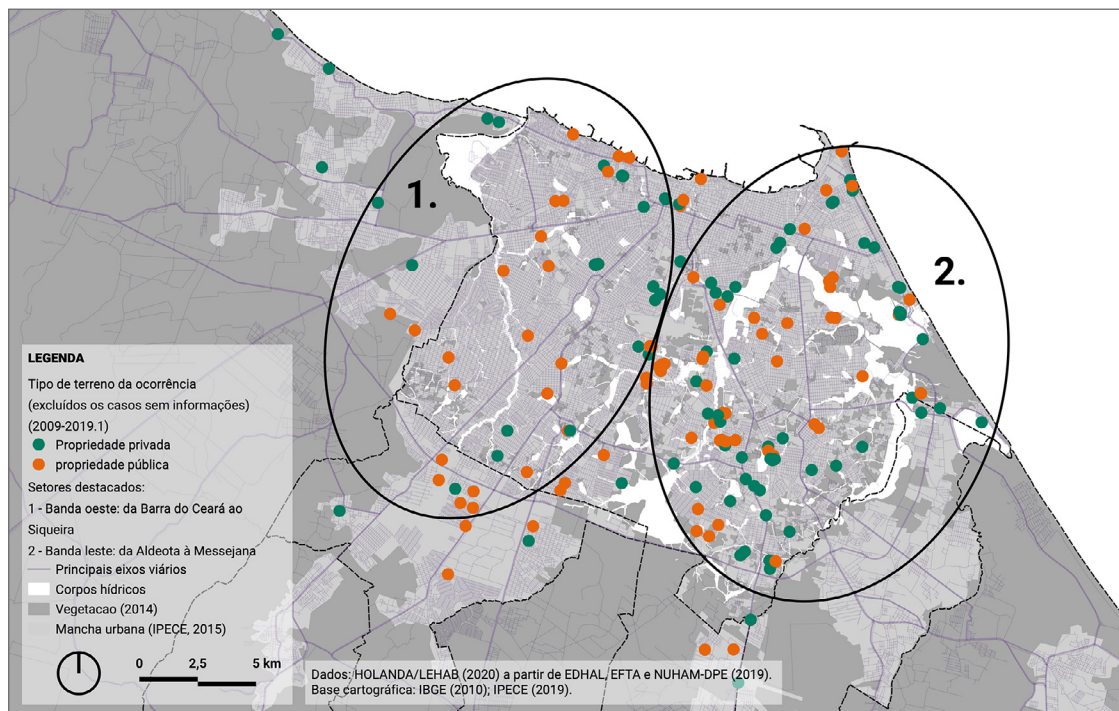 1.
2.
LEGENDA
Tipo de terreno da ocorrência
(excluídos os casos sem informações)
(2009-2019.1)
Propriedade privada
propriedade pública
Setores destacados:
1 - Banda oeste: da Barra do Ceará ao
Siqueira
2 - Banda leste: da Aldeota à Messejana
Principais eixos viários
Corpos hídricos
Vegetacao (2014)
Mancha urbana (IPECE, 2015)
0 2,5 5 km
Dados: HOLANDA/LEHAB (2020) a partir de EDHAL, EFTA e NUHAM-DPE (2019).
Base cartográfica: IBGE (2010); IPECE (2019).